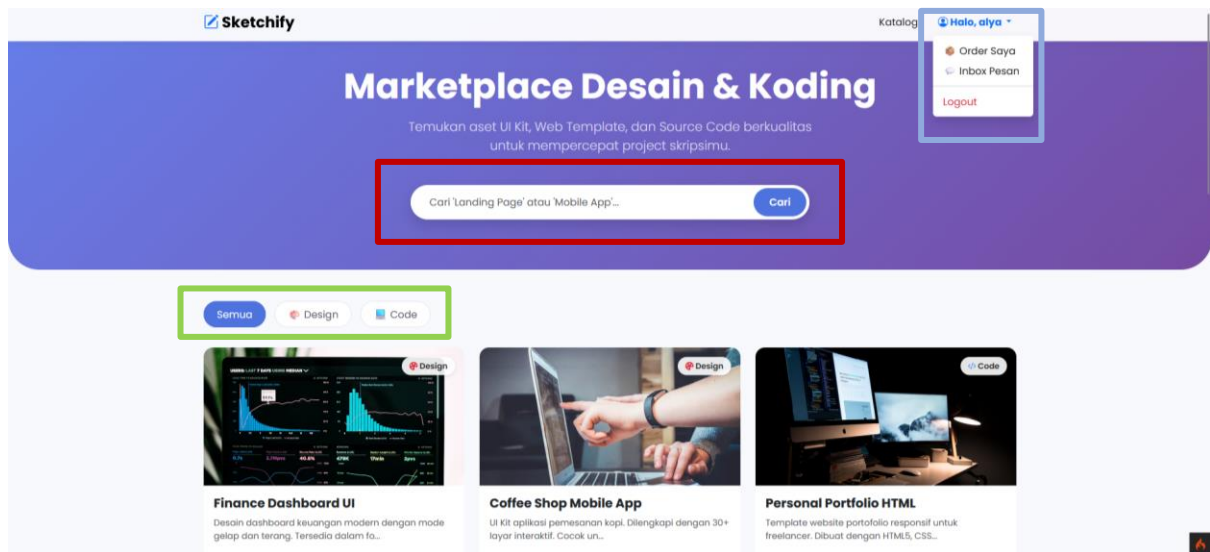 Sketchify
Katalog
Halo, alya
Order Saya
Inbox Pesan
Logout
Marketplace Desain & Koding
Temukan aset UI Kit, Web Template, dan Source Code berkualitas
untuk mempercepat project skripsimu.
Cari 'Landing Page' atau 'Mobile App'...
Cari
Semua
Design
Code
Design
Design
</> Code
Finance Dashboard UI
Desain dashboard keuangan modern dengan mode
gelap dan terang. Tersedia dalam fo...
Coffee Shop Mobile App
UI Kit aplikasi pemesanan kopi. Dilengkapi dengan 30+
layar interaktif. Cocok un...
Personal Portfolio HTML
Template website portofolio responsif untuk
freelancer. Dibuat dengan HTML5, CSS...